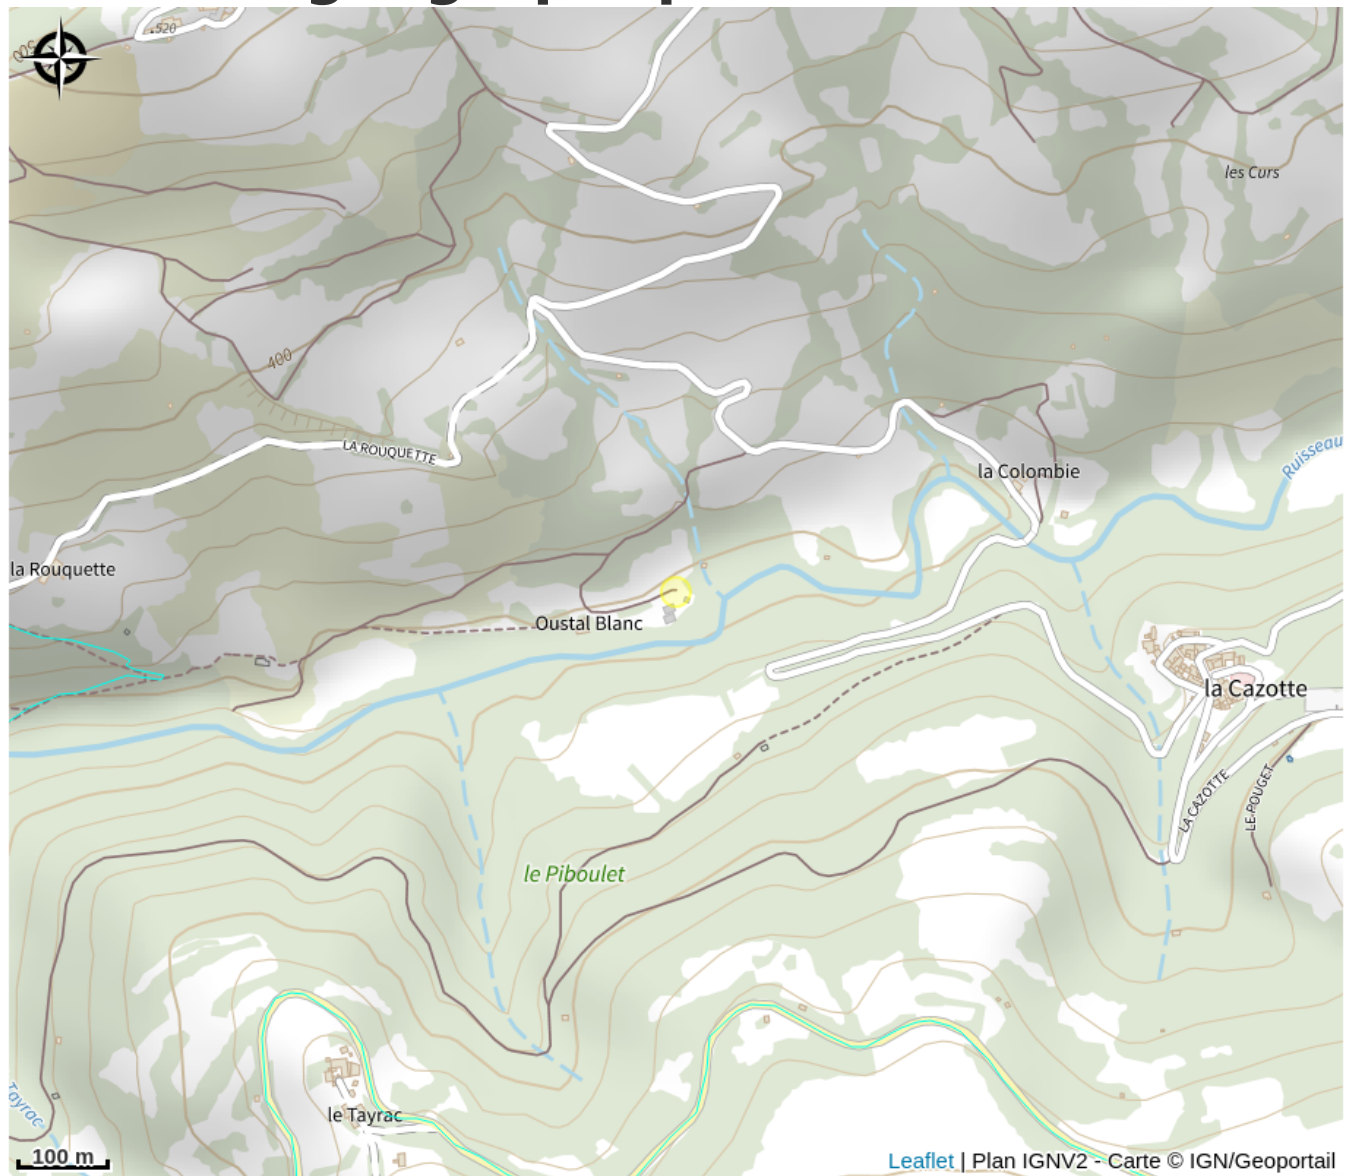 .520
500
les Curs
400
LA ROUQUETTE
la Colombie
Ruisseau
la Rouquette
Oustal Blanc
la Cazotte
LA CAZOTTE
LE POUGET
le Piboulet
Tayrac
le Tayrac
100 m
Leaflet | Plan IGNV2 - Carte © IGN/Geoportail